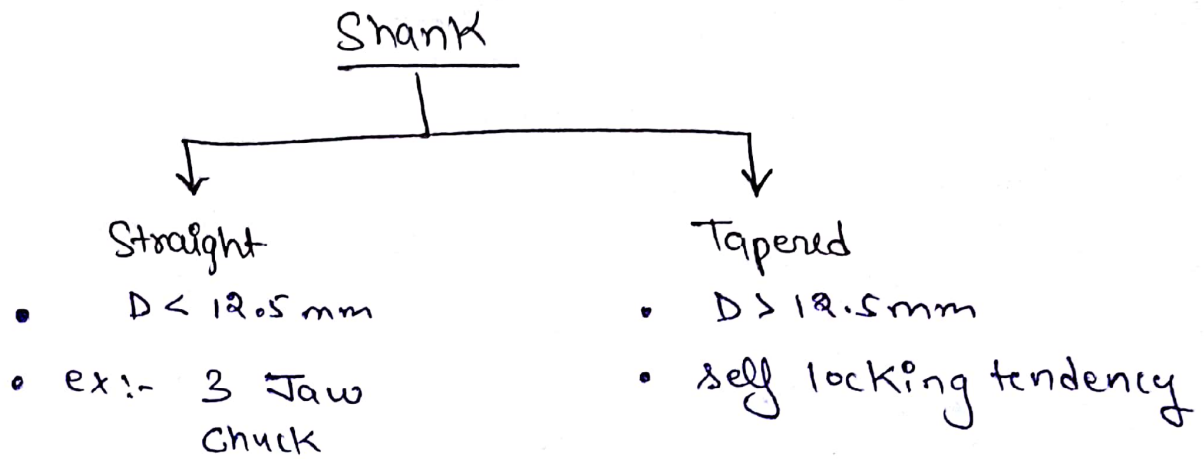 Shank
Straight
• D < 12.5 mm
• ex:- 3 Jaw
Chuck
Tapered
• D > 12.5mm
• self locking tendency